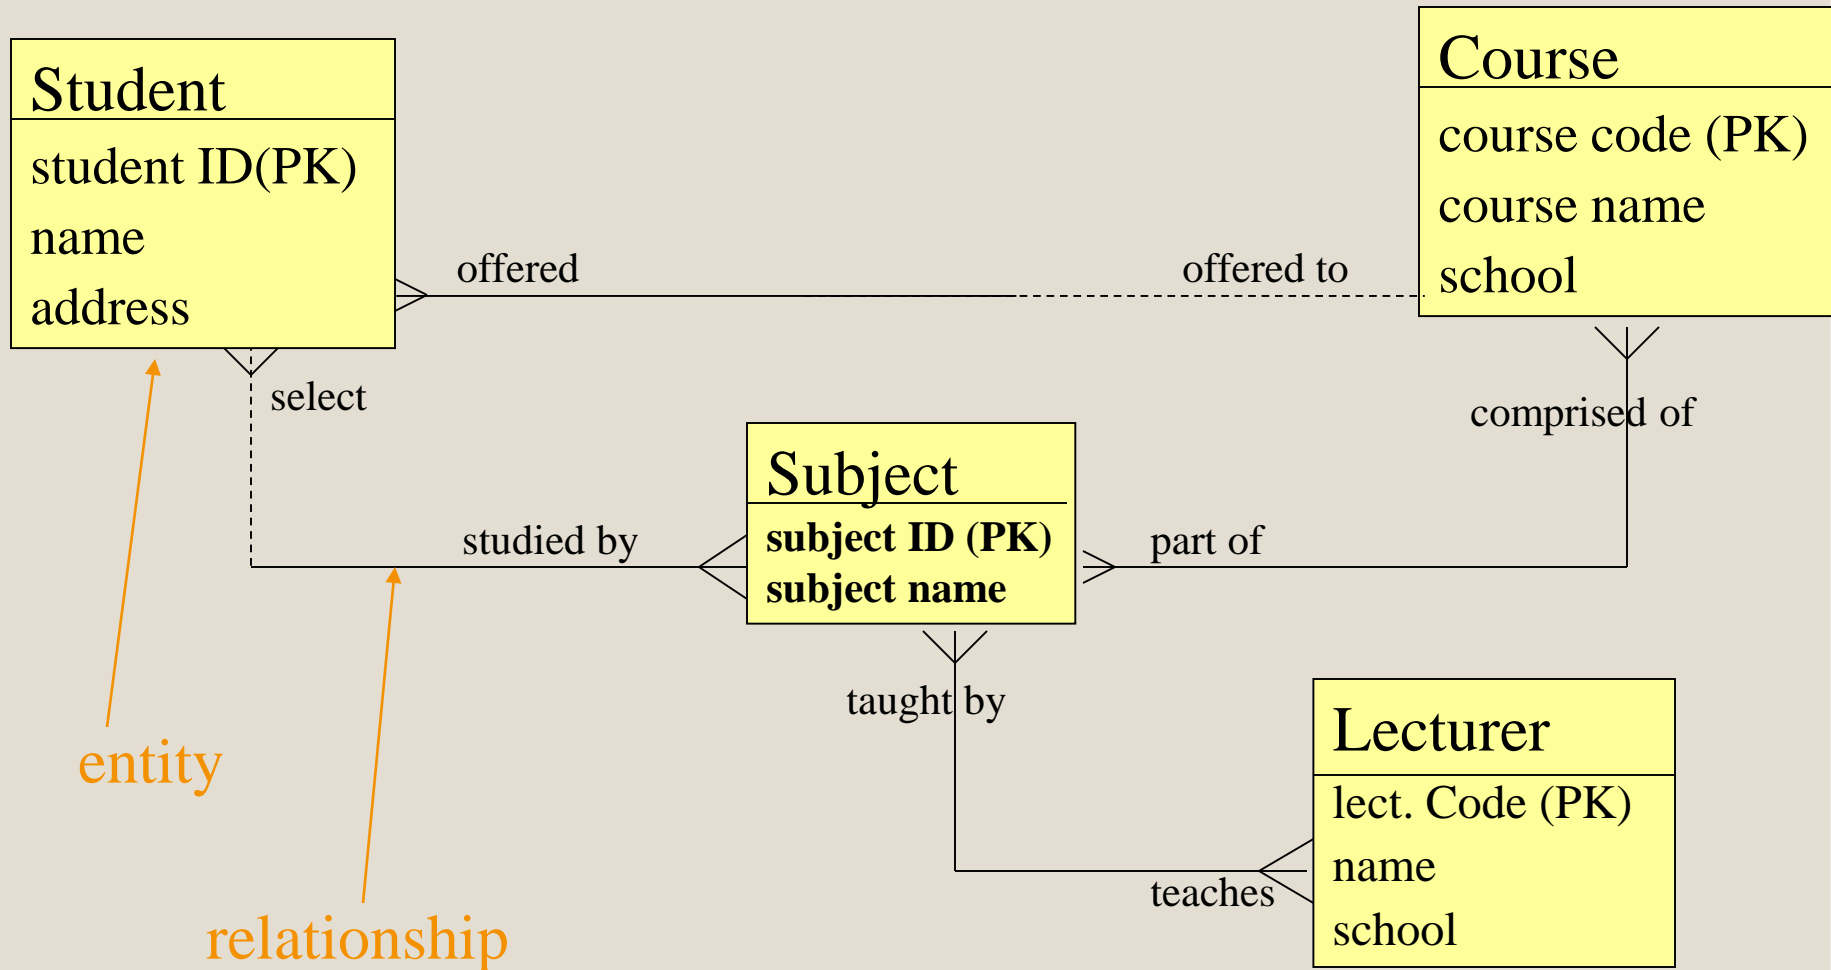 Student
student ID(PK)
name
address
Course
course code (PK)
course name
school
offered
offered to
select
comprised of
Subject
subject ID (PK)
subject name
studied by
part of
taught by
teaches
Lecturer
lect. Code (PK)
name
school
entity
relationship